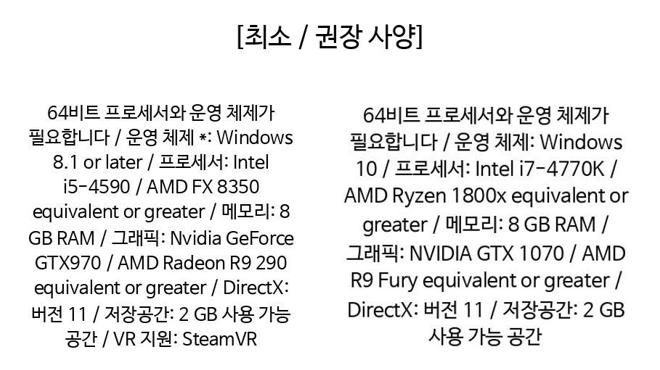 [최소 / 권장 사양]
64비트 프로세서와 운영 체제가
필요합니다 / 운영 체제 *: Windows
8.1 or later / 프로세서: Intel
i5-4590 / AMD FX 8350
equivalent or greater / 메모리: 8
GB RAM / 그래픽: Nvidia GeForce
GTX970 / AMD Radeon R9 290
equivalent or greater / DirectX:
버전 11 / 저장공간: 2 GB 사용 가능
공간 / VR 지원: SteamVR
64비트 프로세서와 운영 체제가
필요합니다 / 운영 체제: Windows
10 / 프로세서: Intel i7-4770K /
AMD Ryzen 1800x equivalent or
greater / 메모리: 8 GB RAM /
그래픽: NVIDIA GTX 1070 / AMD
R9 Fury equivalent or greater /
DirectX: 버전 11 / 저장공간: 2 GB
사용 가능 공간